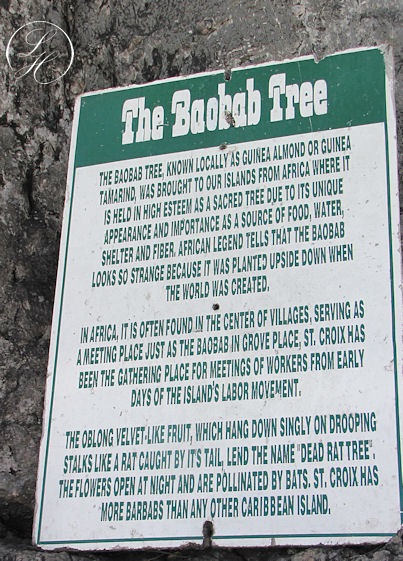 The Baobab Tree
THE BAOBAB TREE, KNOWN LOCALLY AS GUINEA ALMOND OR GUINEA
TAMARIND, WAS BROUGHT TO OUR ISLANDS FROM AFRICA WHERE IT
IS HELD IN HIGH ESTEEM AS A SACRED TREE DUE TO ITS UNIQUE
APPEARANCE AND IMPORTANCE AS A SOURCE OF FOOD, WATER,
SHELTER AND FIBER. AFRICAN LEGEND TELLS THAT THE BAOBAB
LOOKS SO STRANGE BECAUSE IT WAS PLANTED UPSIDE DOWN WHEN
THE WORLD WAS CREATED.
IN AFRICA, IT IS OFTEN FOUND IN THE CENTER OF VILLAGES, SERVING AS
A MEETING PLACE JUST AS THE BAOBAB IN GROVE PLACE, ST. CROIX HAS
BEEN THE GATHERING PLACE FOR MEETINGS OF WORKERS FROM EARLY
DAYS OF THE ISLAND'S LABOR MOVEMENT.
THE OBLONG VELVET-LIKE FRUIT, WHICH HANG DOWN SINGLY ON DROOPING
STALKS LIKE A RAT CAUGHT BY IT'S TAIL, LEND THE NAME "DEAD RAT TREE".
THE FLOWERS OPEN AT NIGHT AND ARE POLLINATED BY BATS. ST. CROIX HAS
MORE BARBABS THAN ANY OTHER CARIBBEAN ISLAND.